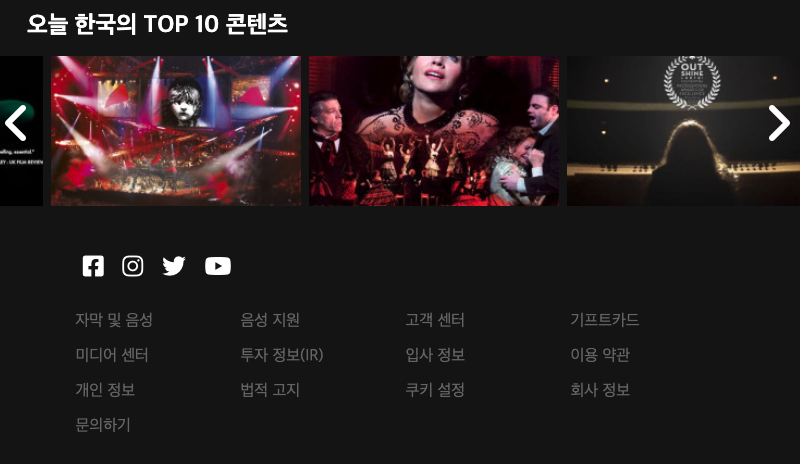 오늘 한국의 TOP 10 콘텐츠
OUT
SHINE
UK FILM REVIEW
자막 및 음성 음성 지원 고객 센터 기프트카드
미디어 센터 투자 정보(IR) 입사 정보 이용 약관
개인 정보 법적 고지 쿠키 설정 회사 정보
문의하기